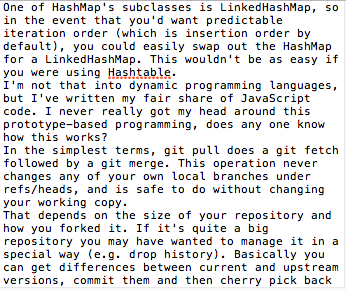 One of HashMap's subclasses is LinkedHashMap, so
in the event that you'd want predictable
iteration order (which is insertion order by
default), you could easily swap out the HashMap
for a LinkedHashMap. This wouldn't be as easy if
you were using Hashtable.
I'm not that into dynamic programming languages,
but I've written my fair share of JavaScript
code. I never really got my head around this
prototype-based programming, does any one know
how this works?
In the simplest terms, git pull does a git fetch
followed by a git merge. This operation never
changes any of your own local branches under
refs/heads, and is safe to do without changing
your working copy.
That depends on the size of your repository and
how you forked it. If it's quite a big
repository you may have wanted to manage it in a
special way (e.g. drop history). Basically you
can get differences between current and upstream
versions, commit them and then cherry pick back